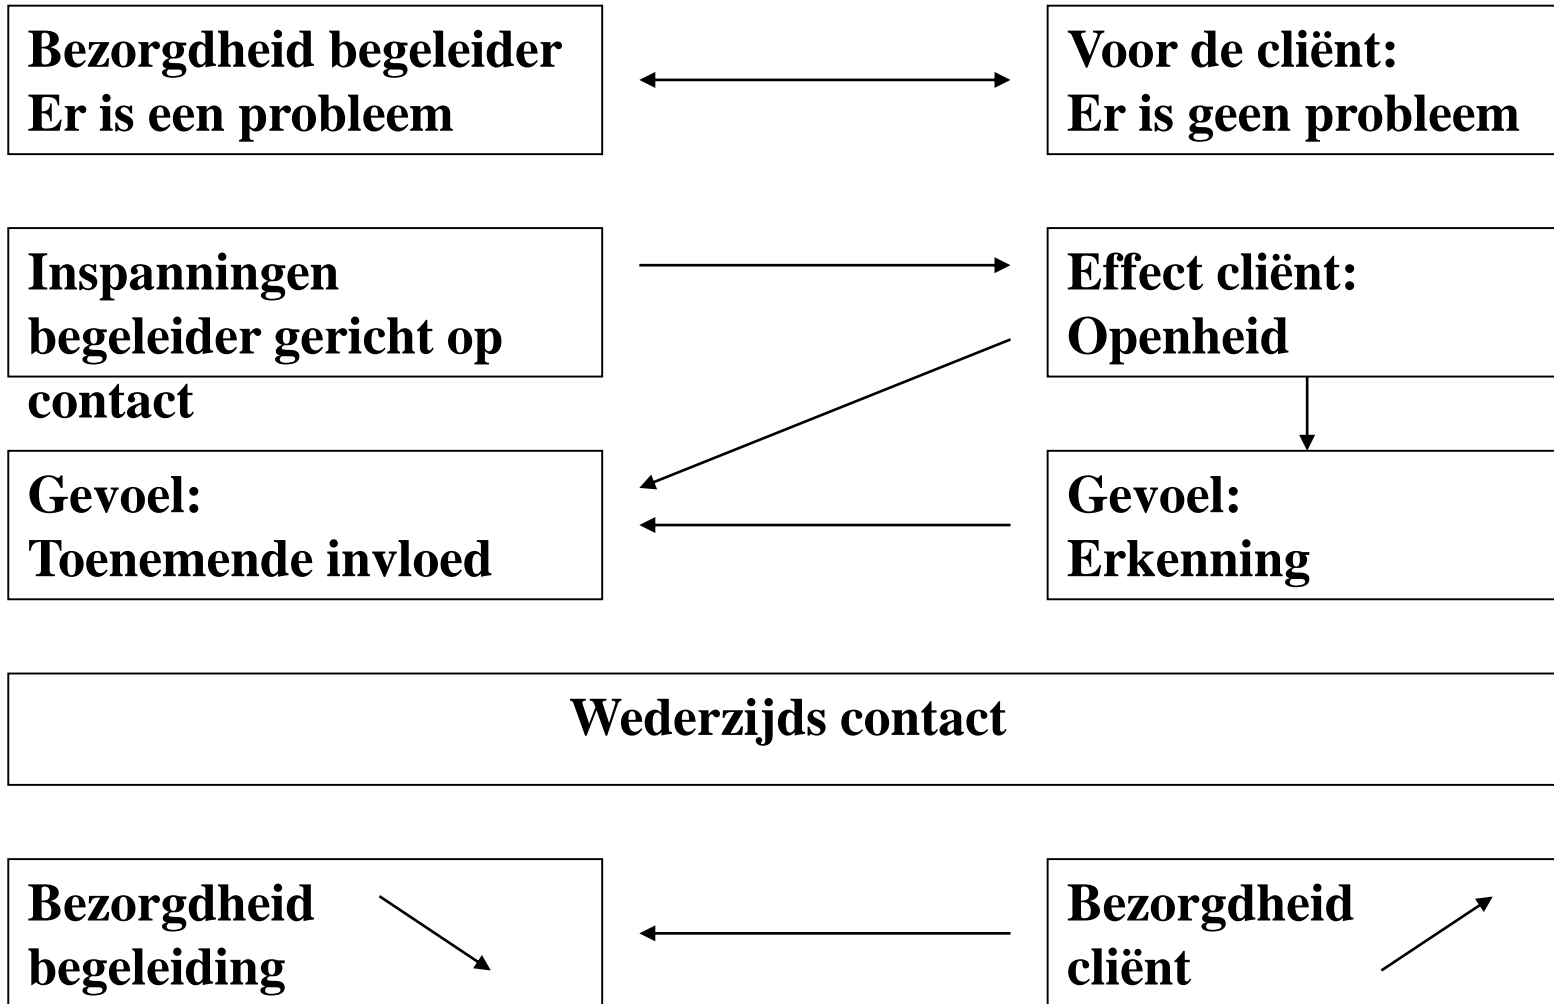 Bezorgdheid begeleider
Er is een probleem
Voor de cliënt:
Er is geen probleem
Inspanningen
begeleider gericht op
contact
Effect cliënt:
Openheid
Gevoel:
Toenemende invloed
Gevoel:
Erkenning
Wederzijds contact
Bezorgdheid
begeleiding
Bezorgdheid
cliënt